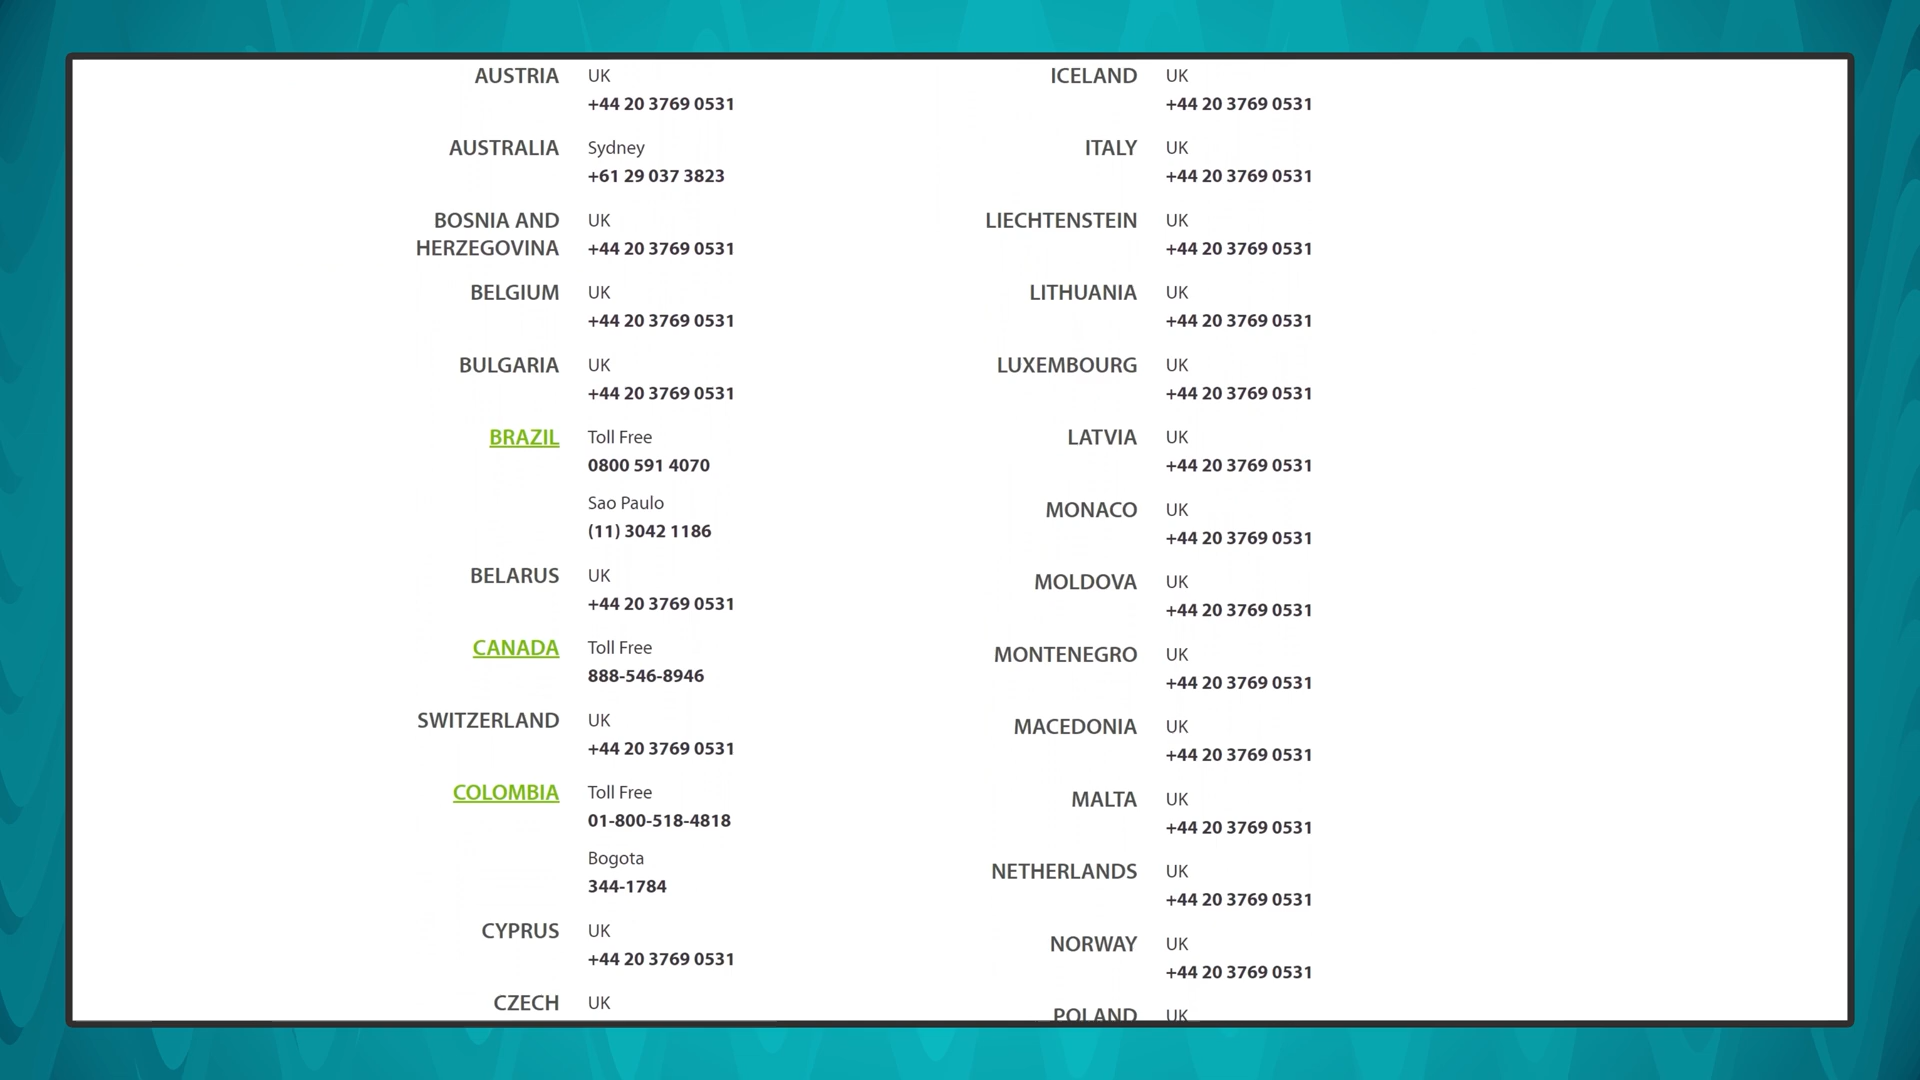 AUSTRIA UK
+44 20 3769 0531
AUSTRALIA Sydney
+61 29 037 3823
BOSNIA AND UK
HERZEGOVINA +44 20 3769 0531
BELGIUM UK
+44 20 3769 0531
BULGARIA UK
+44 20 3769 0531
BRAZIL Toll Free
0800 591 4070
Sao Paulo
(11) 3042 1186
BELARUS UK
+44 20 3769 0531
CANADA Toll Free
888-546-8946
SWITZERLAND UK
+44 20 3769 0531
COLOMBIA Toll Free
01-800-518-4818
Bogota
344-1784
CYPRUS UK
+44 20 3769 0531
CZECH UK
ICELAND UK
+44 20 3769 0531
ITALY UK
+44 20 3769 0531
LIECHTENSTEIN UK
+44 20 3769 0531
LITHUANIA UK
+44 20 3769 0531
LUXEMBOURG UK
+44 20 3769 0531
LATVIA UK
+44 20 3769 0531
MONACO UK
+44 20 3769 0531
MOLDOVA UK
+44 20 3769 0531
MONTENEGRO UK
+44 20 3769 0531
MACEDONIA UK
+44 20 3769 0531
MALTA UK
+44 20 3769 0531
NETHERLANDS UK
+44 20 3769 0531
NORWAY UK
+44 20 3769 0531
POLAND UK